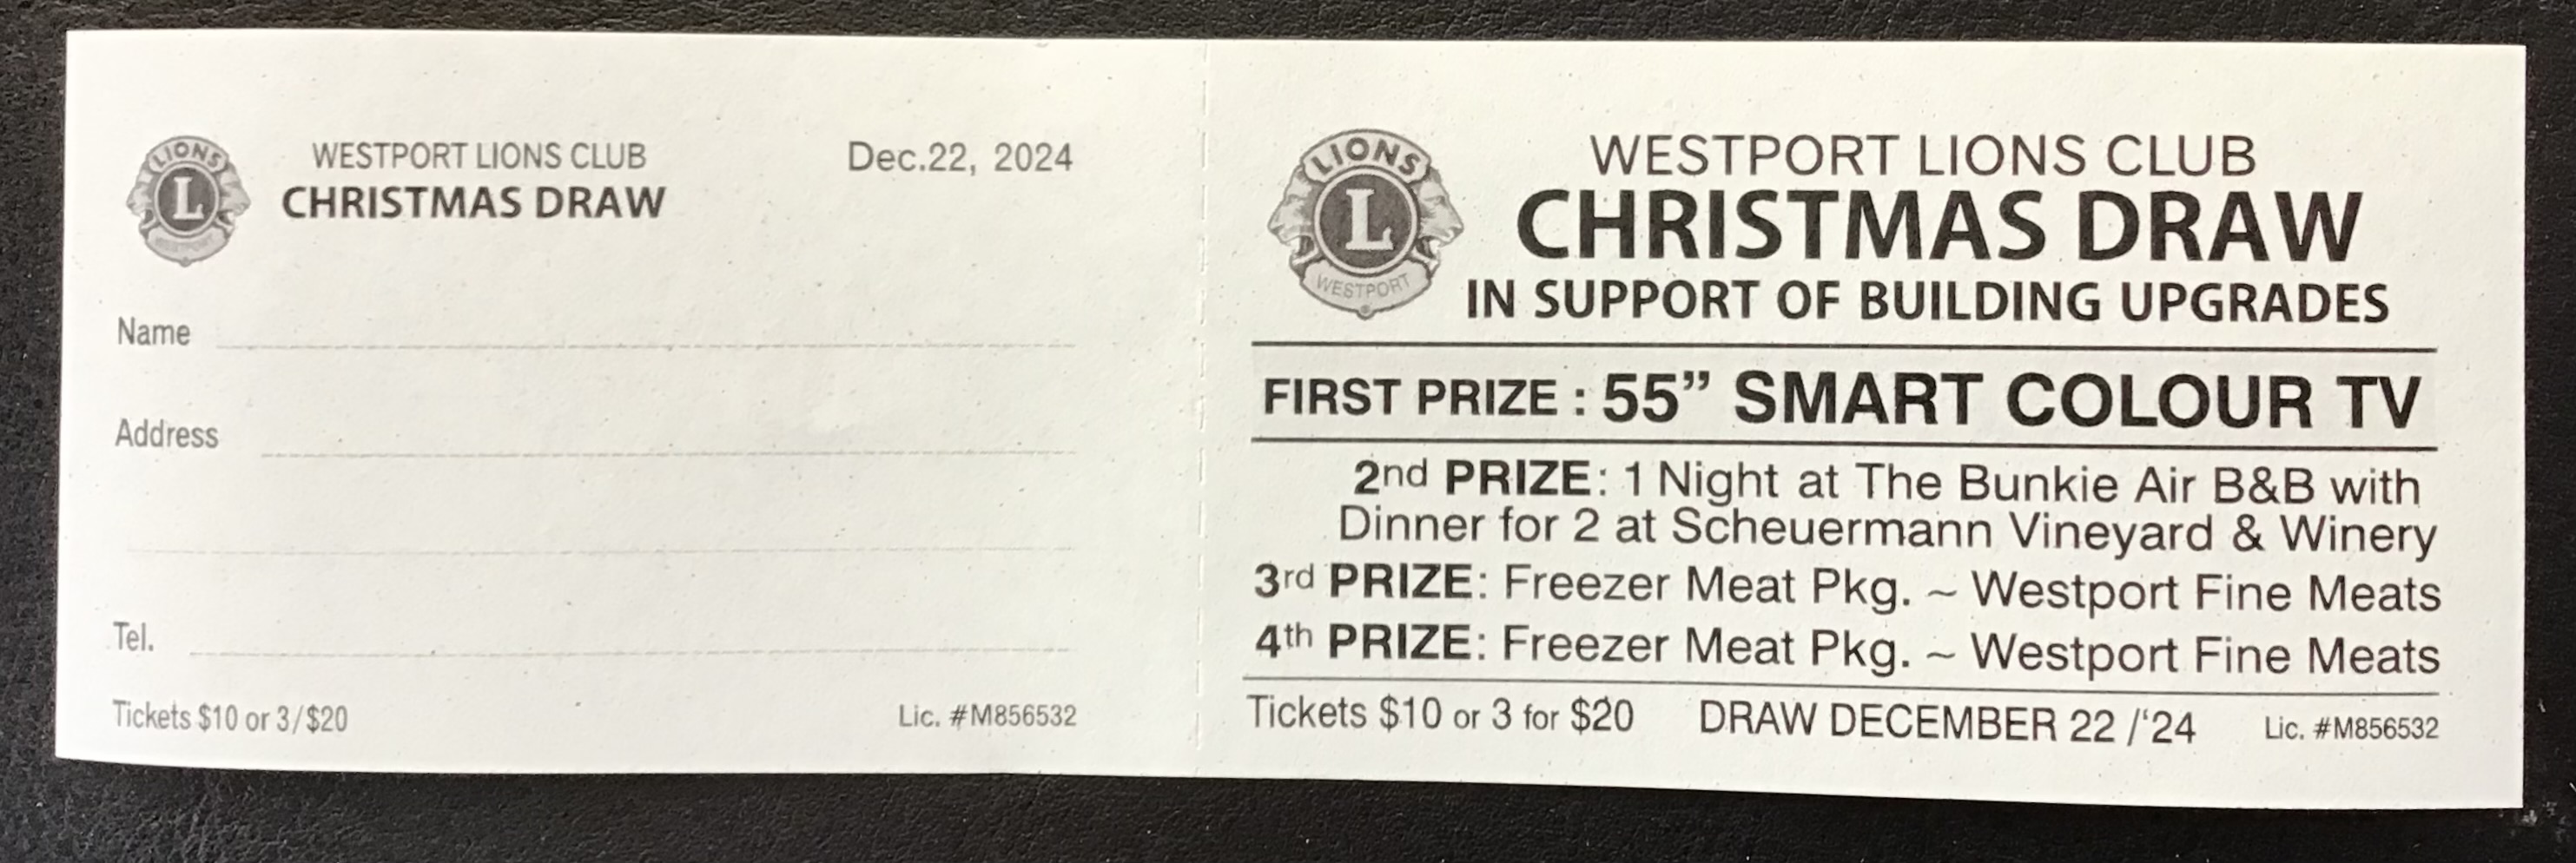 LIONS
L
WESTPORT
WESTPORT LIONS CLUB
CHRISTMAS DRAW
Dec.22, 2024
Name
Address
Tel.
Tickets $10 or 3/$20
Lic. #M856532
LIONS
L
WESTPORT
WESTPORT LIONS CLUB
CHRISTMAS DRAW
IN SUPPORT OF BUILDING UPGRADES
FIRST PRIZE : 55” SMART COLOUR TV
2nd PRIZE: 1 Night at The Bunkie Air B&B with
Dinner for 2 at Scheuermann Vineyard & Winery
3rd PRIZE: Freezer Meat Pkg. ~ Westport Fine Meats
4th PRIZE: Freezer Meat Pkg. ~ Westport Fine Meats
Tickets $10 or 3 for $20 DRAW DECEMBER 22 /‘24 Lic. #M856532